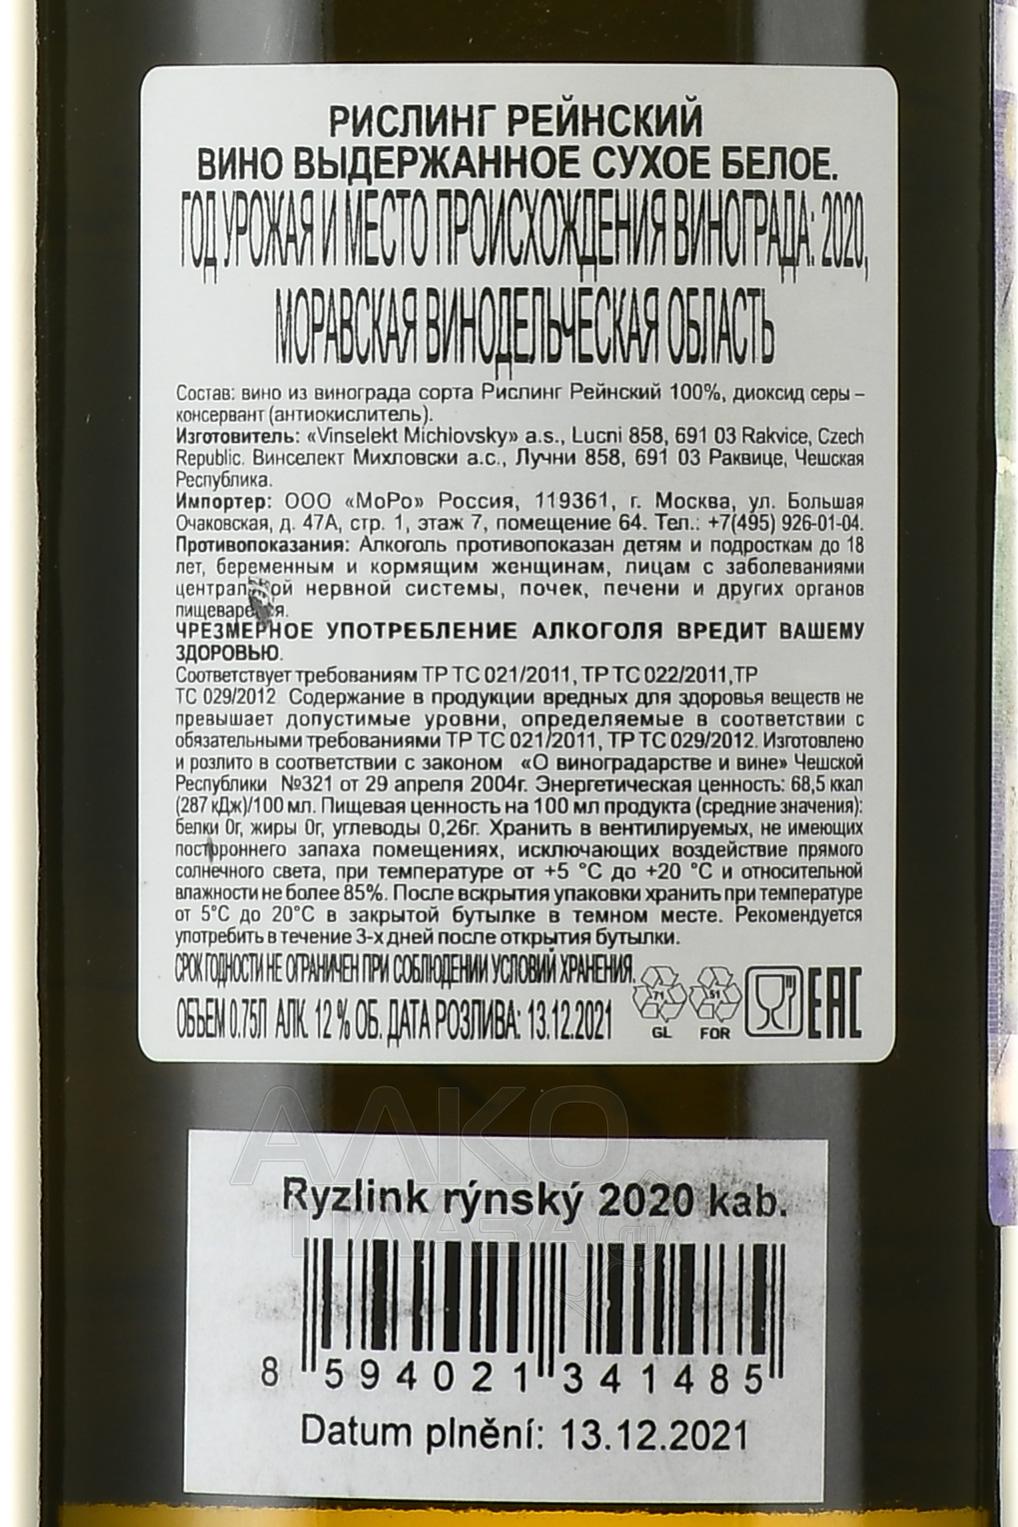 РИСЛИНГ РЕЙНСКИЙ
ВИНО ВЫДЕРЖАННОЕ СУХОЕ БЕЛОЕ.
ГОД УРОЖАЯ И МЕСТО ПРОИСХОЖДЕНИЯ ВИНОГРАДА: 2020,
МОРАВСКАЯ ВИНОДЕЛЬЧЕСКАЯ ОБЛАСТЬ
Состав: вино из винограда сорта Рислинг Рейнский 100%, диоксид серы –
консервант (антиокислитель).
Изготовитель: «Vinselekt Michlovsky» a.s., Lucni 858, 691 03 Rakvice, Czech
Republic. Винселект Михловски а.с., Лучни 858, 691 03 Раквице, Чешская
Республика.
Импортер: ООО «МоРо» Россия, 119361, г. Москва, ул. Большая
Очаковская, д. 47А, стр. 1, этаж 7, помещение 64. Тел.: +7(495) 926-01-04.
Противопоказания: Алкоголь противопоказан детям и подросткам до 18
лет, беременным и кормящим женщинам, лицам с заболеваниями
центральной нервной системы, почек, печени и других органов
пищеварения.
ЧРЕЗМЕРНОЕ УПОТРЕБЛЕНИЕ АЛКОГОЛЯ ВРЕДИТ ВАШЕМУ
ЗДОРОВЬЮ.
Соответствует требованиям ТР ТС 021/2011, ТР ТС 022/2011,ТР
ТС 029/2012 Содержание в продукции вредных для здоровья веществ не
превышает допустимые уровни, определяемые в соответствии с
обязательными требованиями ТР ТС 021/2011, ТР ТС 029/2012. Изготовлено
и розлито в соответствии с законом «О виноградарстве и вине» Чешской
Республики №321 от 29 апреля 2004г. Энергетическая ценность: 68,5 ккал
(287 кДж)/100 мл. Пищевая ценность на 100 мл продукта (средние значения):
белки 0г, жиры 0г, углеводы 0,26г. Хранить в вентилируемых, не имеющих
постороннего запаха помещениях, исключающих воздействие прямого
солнечного света, при температуре от +5 °С до +20 °С и относительной
влажности не более 85%. После вскрытия упаковки хранить при температуре
от 5°С до 20°С в закрытой бутылке в темном месте. Рекомендуется
употребить в течение 3-х дней после открытия бутылки.
СРОК ГОДНОСТИ НЕ ОГРАНИЧЕН ПРИ СОБЛЮДЕНИИ УСЛОВИЙ ХРАНЕНИЯ.
ОБЪЕМ 0.75Л АЛК. 12 % ОБ. ДАТА РОЗЛИВА: 13.12.2021
71 GL 51 FOR EAC
АЛКО
ПЛАЗА
.ru
Ryzlink rýnský 2020 kab.
8 594021 341485
Datum plnění: 13.12.2021